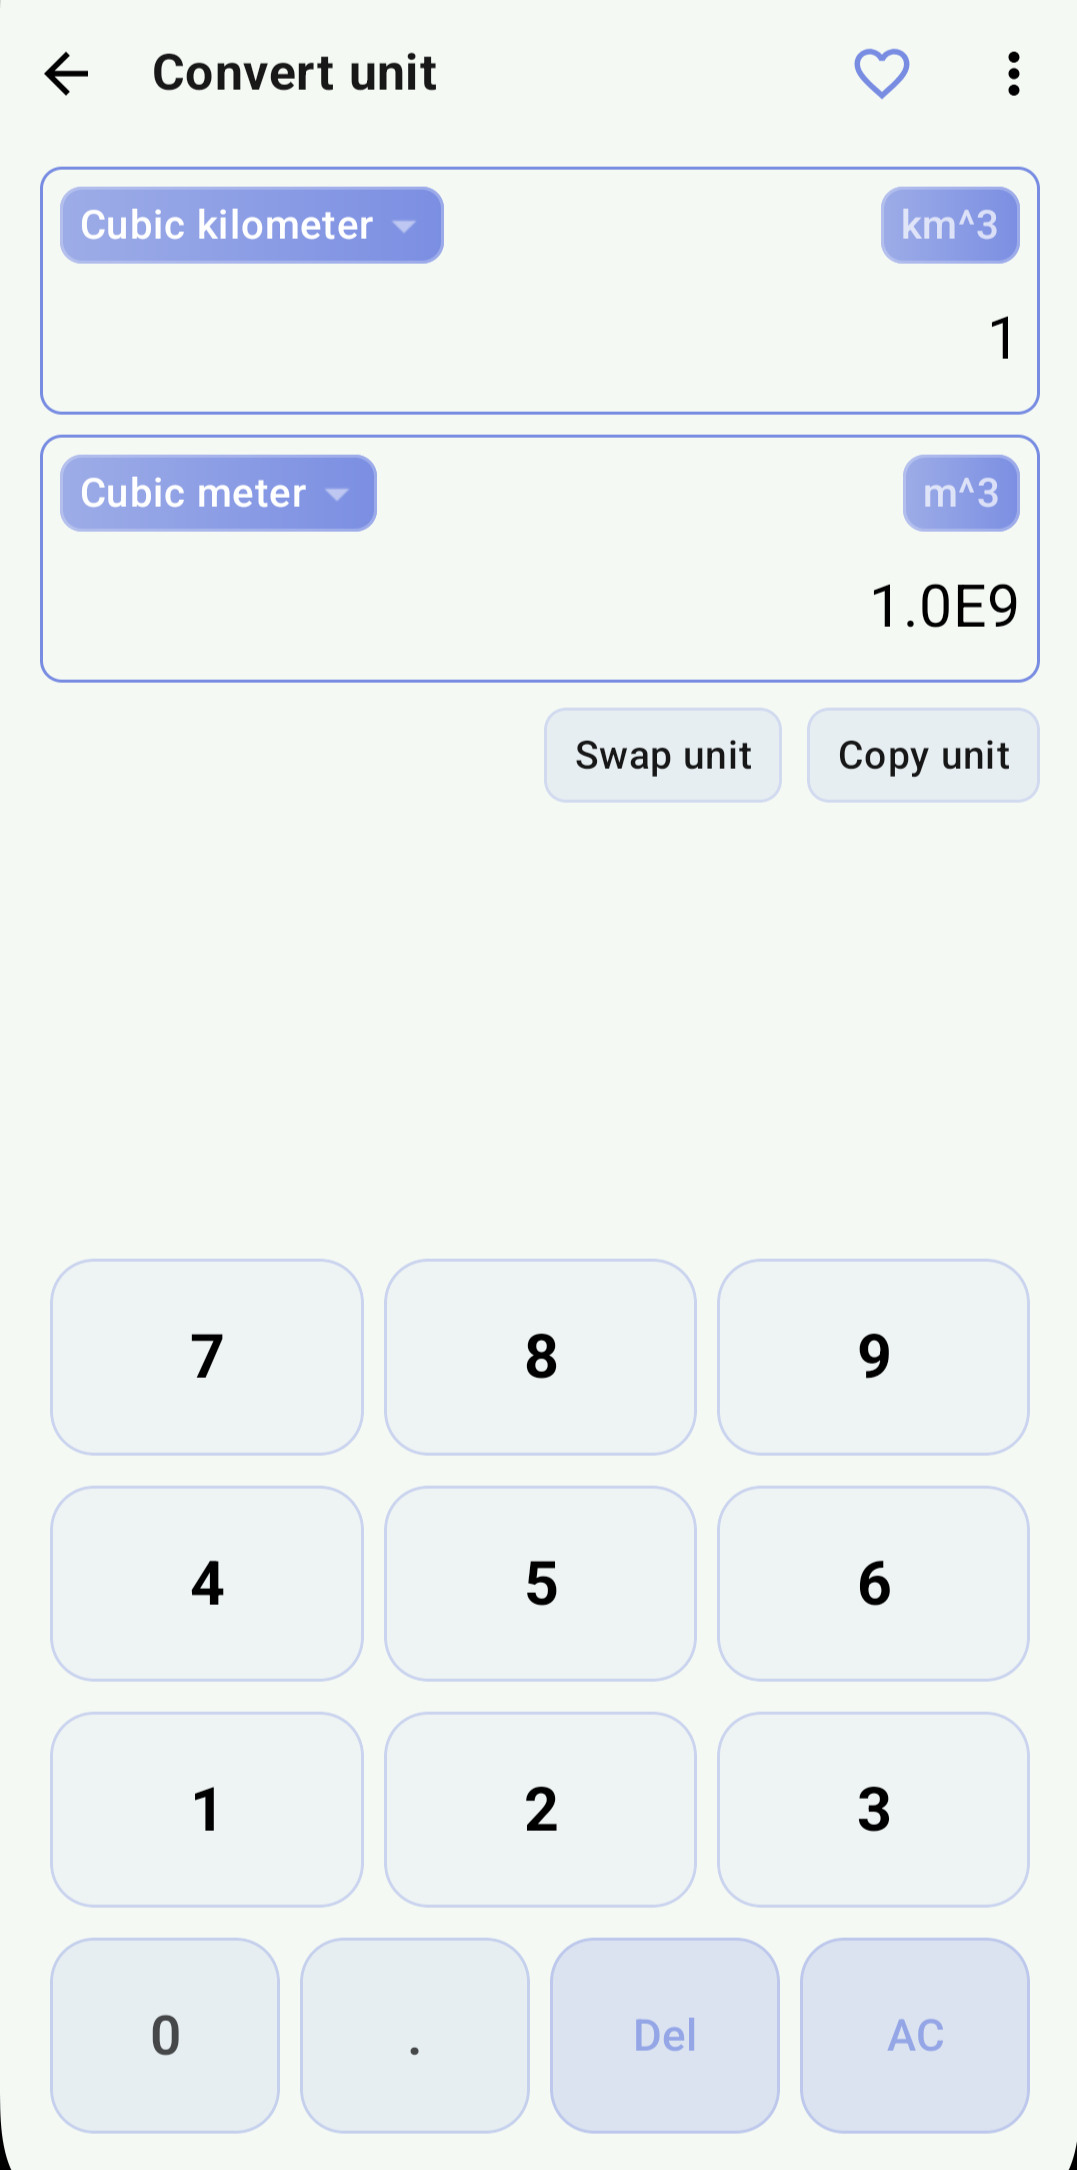 Convert unit
Cubic kilometer km^3
1
Cubic meter m^3
1.0E9
Swap unit Copy unit
7 8 9
4 5 6
1 2 3
0 . Del AC